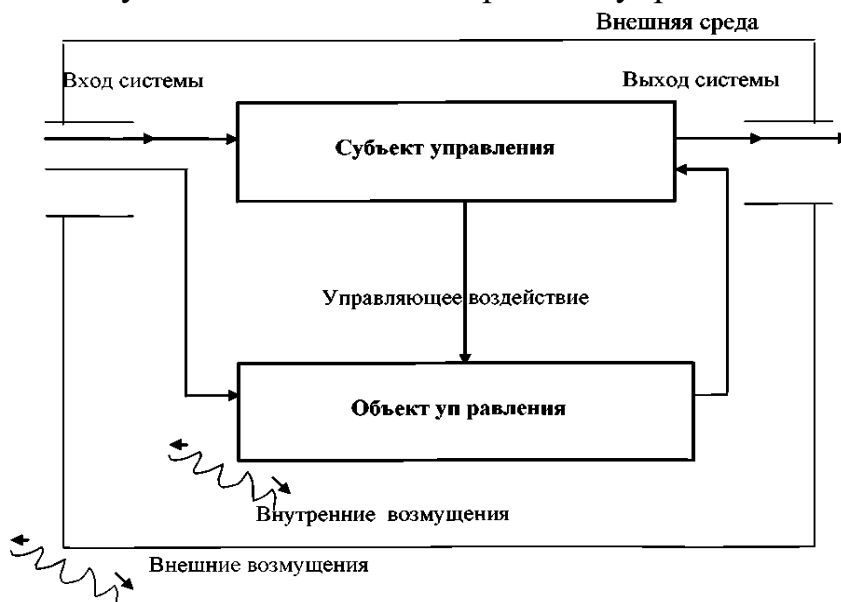 Внешняя среда
Вход системы
Выход системы
Субъект управления
Управляющее воздействие
Объект уп равления
Внутренние возмущения
Внешние возмущения